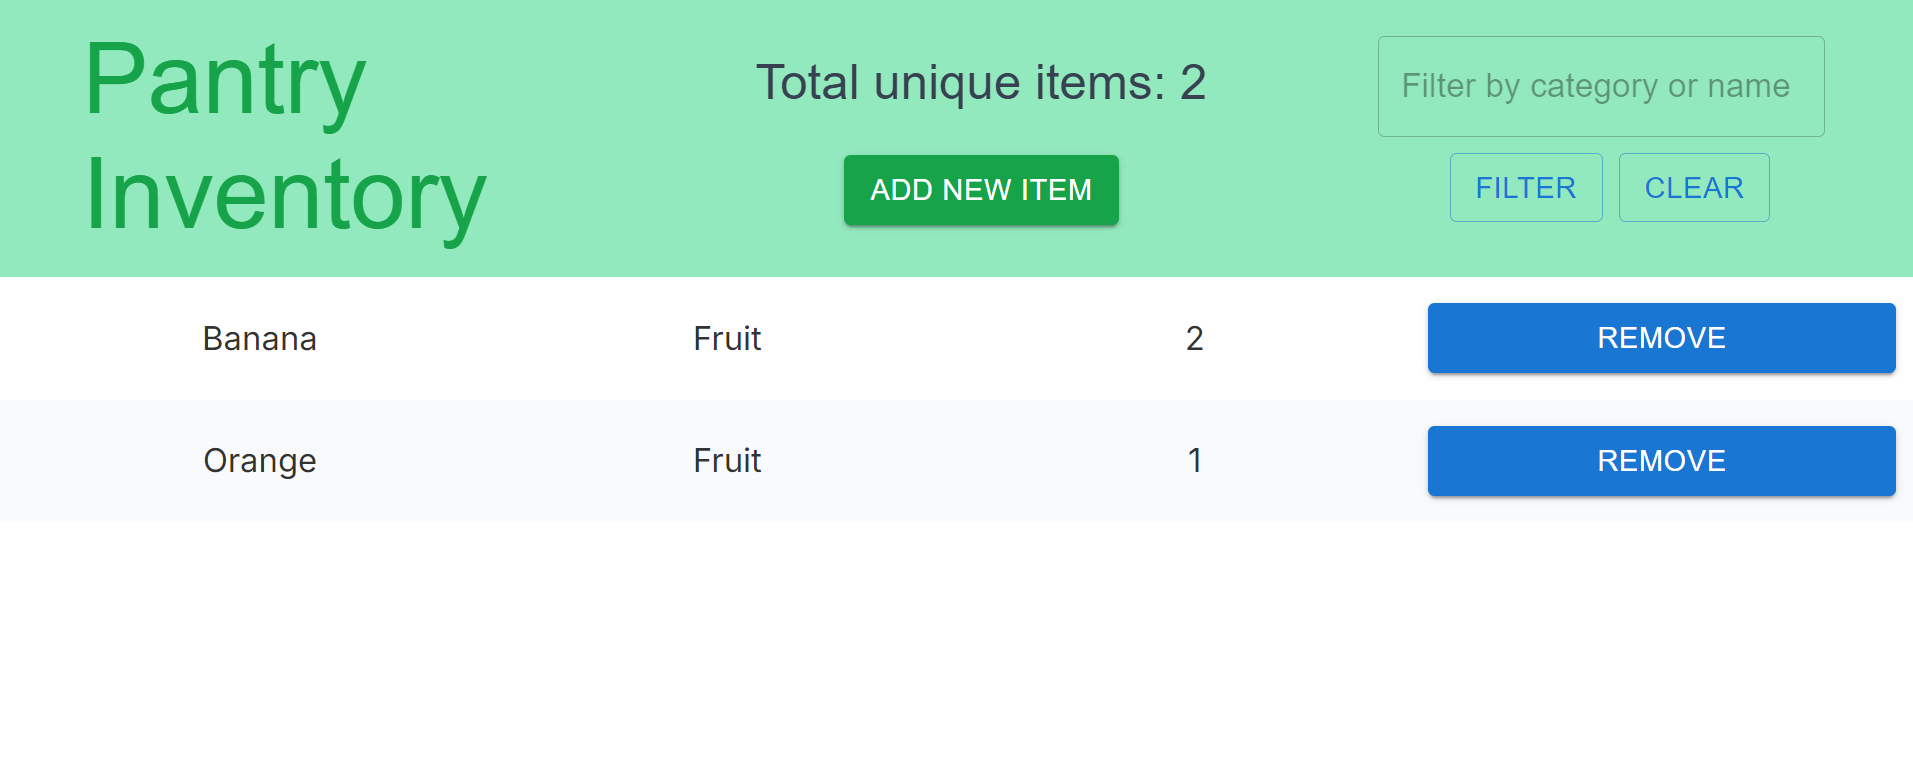 Pantry
Inventory
Total unique items: 2
ADD NEW ITEM
Filter by category or name
FILTER CLEAR
Banana Fruit 2 REMOVE
Orange Fruit 1 REMOVE